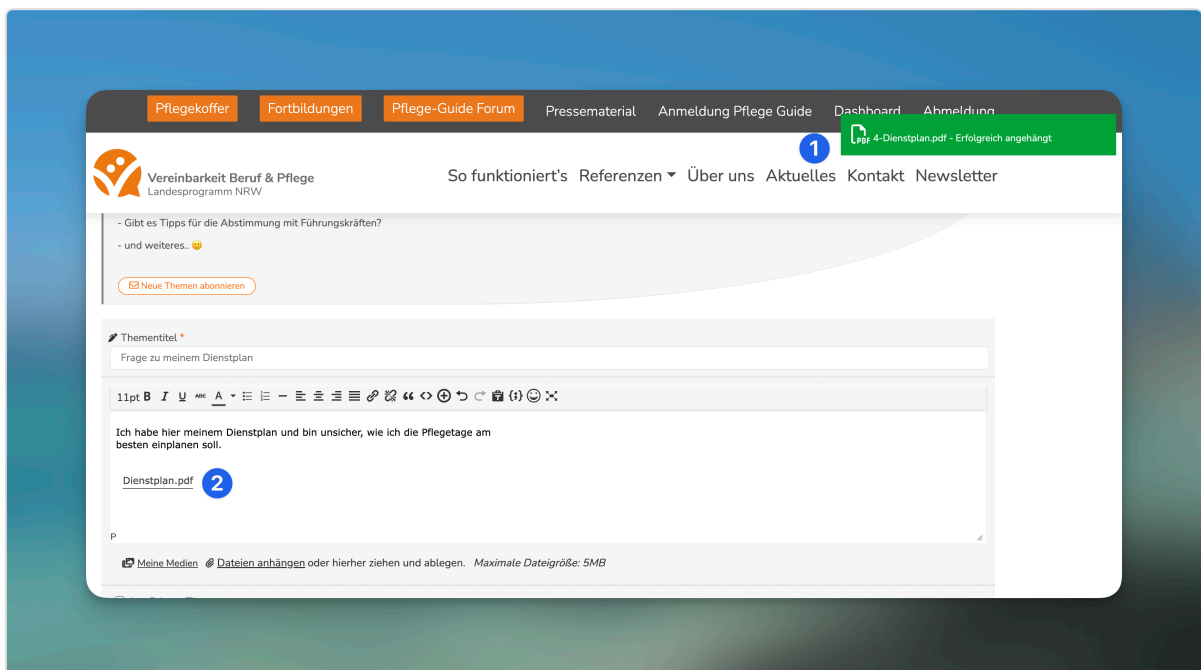 Pflegekoffer Fortbildungen Pflege-Guide Forum Pressematerial Anmeldung Pflege Guide Dashboard Abmeldung
PDF 4-Dienstplan.pdf - Erfolgreich angehängt
1
Vereinbarkeit Beruf & Pflege
Landesprogramm NRW
So funktioniert's Referenzen Über uns Aktuelles Kontakt Newsletter
- Gibt es Tipps für die Abstimmung mit Führungskräften?
- und weiteres.. 😀
Neue Themen abonnieren
Thementitel *
Frage zu meinem Dienstplan
11pt B I U ABC A
Ich habe hier meinem Dienstplan und bin unsicher, wie ich die Pflegetage am
besten einplanen soll.
Dienstplan.pdf 2
P
Meine Medien Dateien anhängen oder hierher ziehen und ablegen. Maximale Dateigröße: 5MB